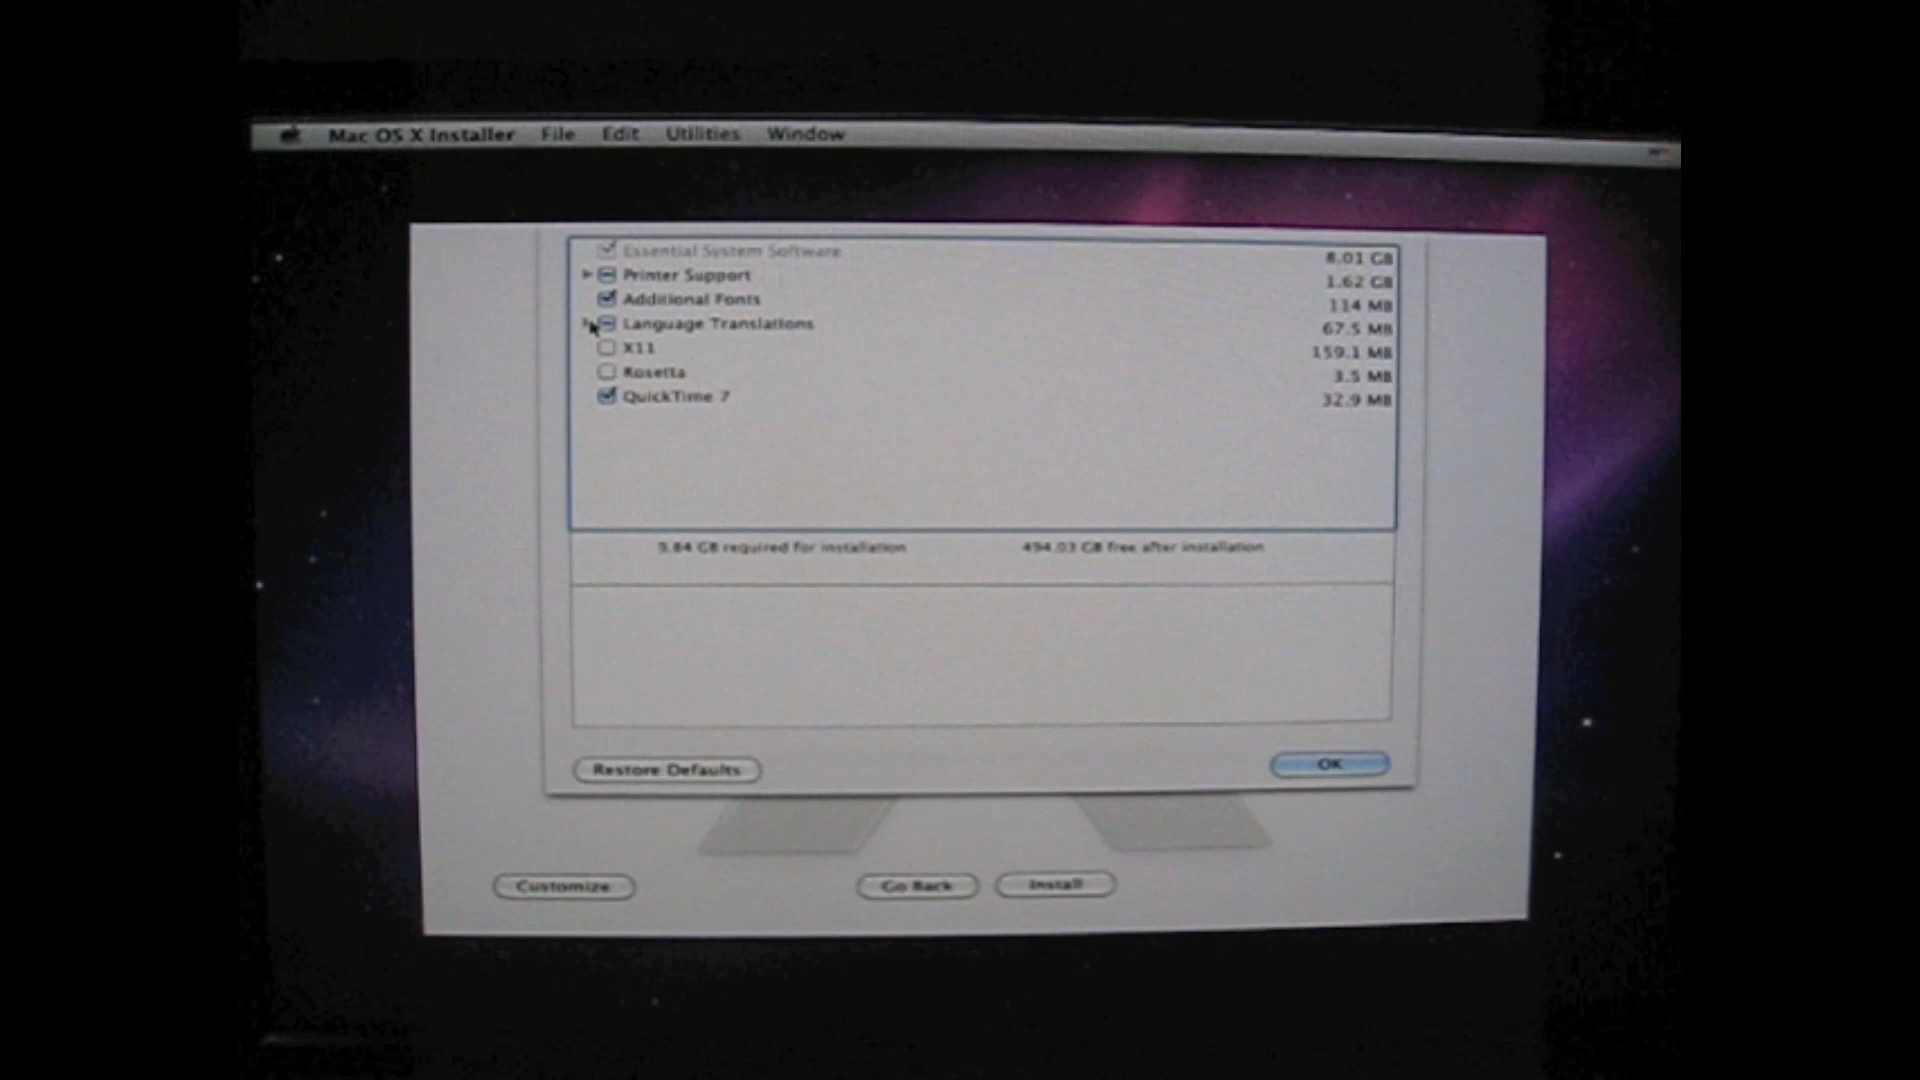 Mac OS X Installer File Edit Utilities Window
Essential System Software 8.01 GB
Printer Support 1.62 GB
Additional Fonts 114 MB
Language Translations 67.5 MB
X11 159.1 MB
Rosetta 3.5 MB
QuickTime 7 32.9 MB
9.84 GB required for installation 494.03 GB free after installation
Restore Defaults OK
Customize Go Back Install